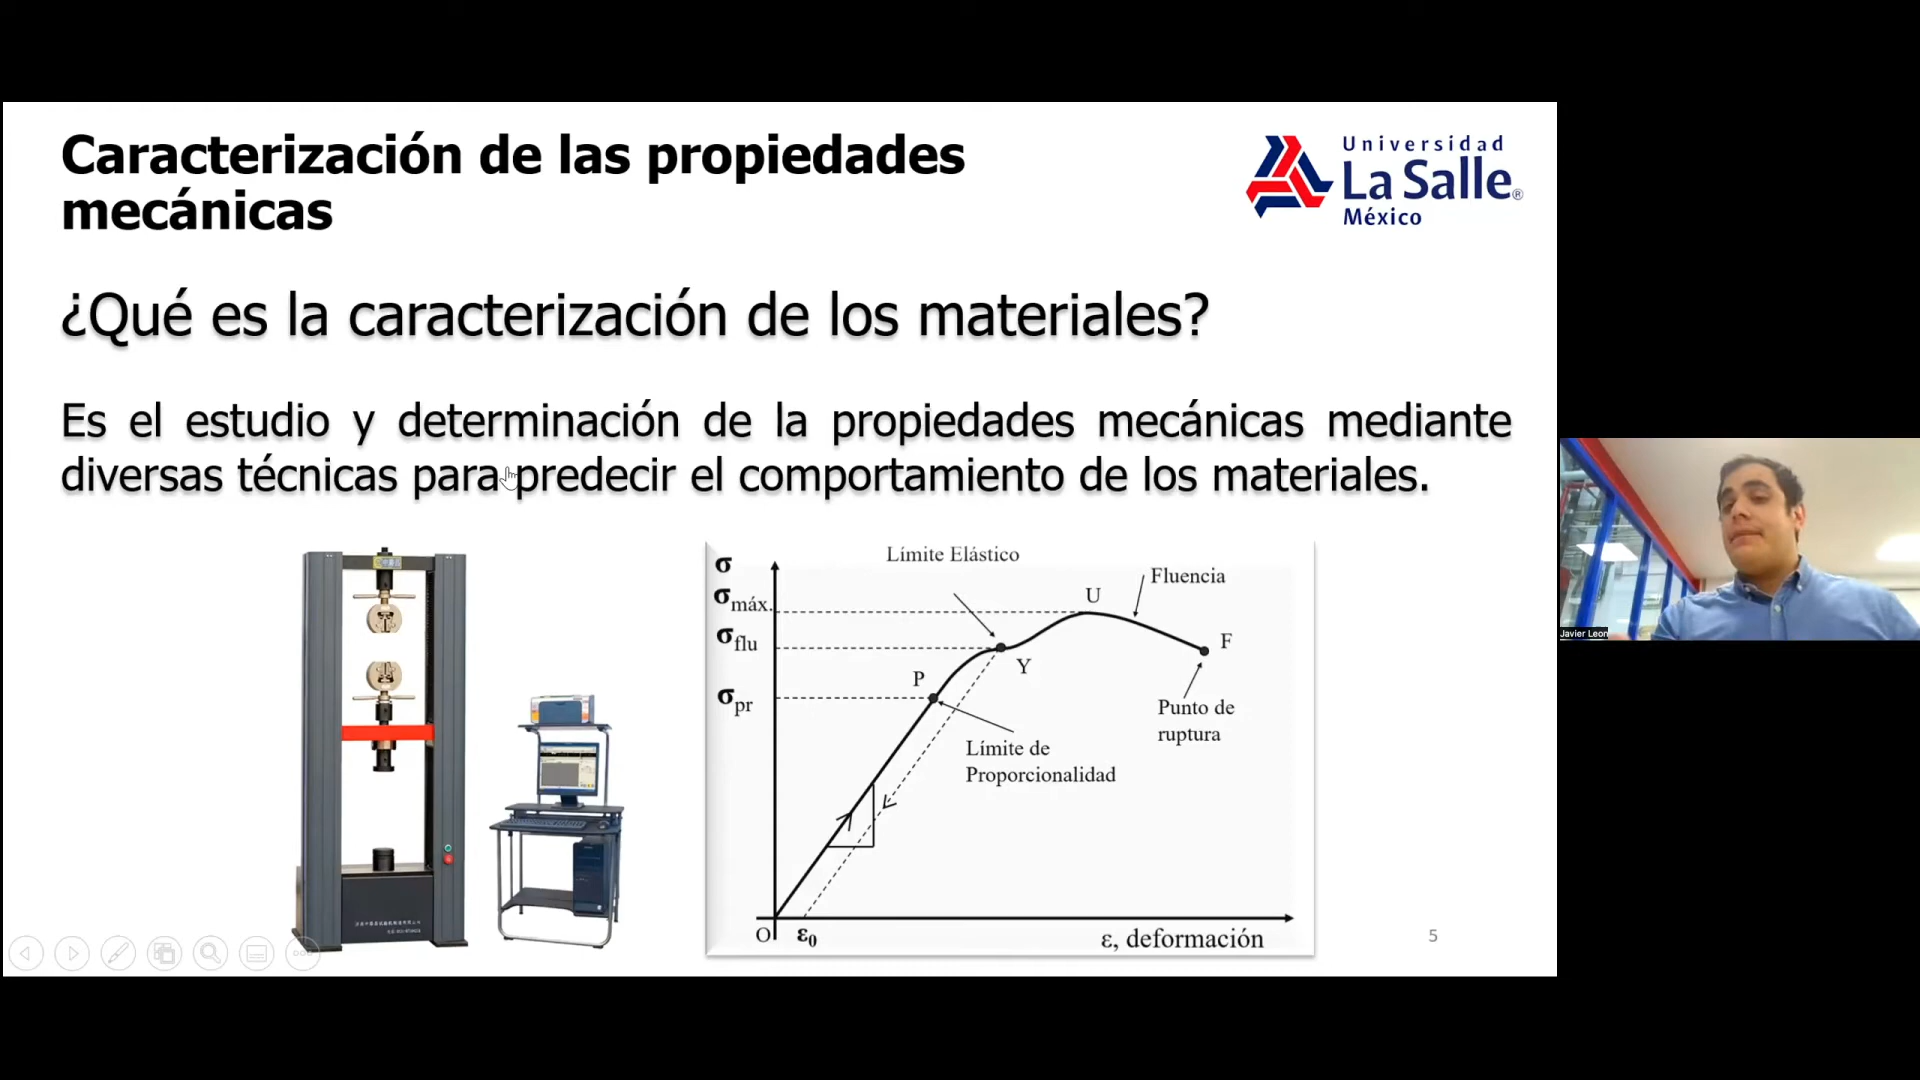 Caracterización de las propiedades
mecánicas
Universidad
La Salle®
México
¿Qué es la caracterización de los materiales?
Es el estudio y determinación de la propiedades mecánicas mediante
diversas técnicas para predecir el comportamiento de los materiales.
σ
σmáx.
σflu
σpr
Límite Elástico
U
Fluencia
F
Y
P
Punto de
ruptura
Límite de
Proporcionalidad
O
ε0
ε, deformación
5
Javier Leon